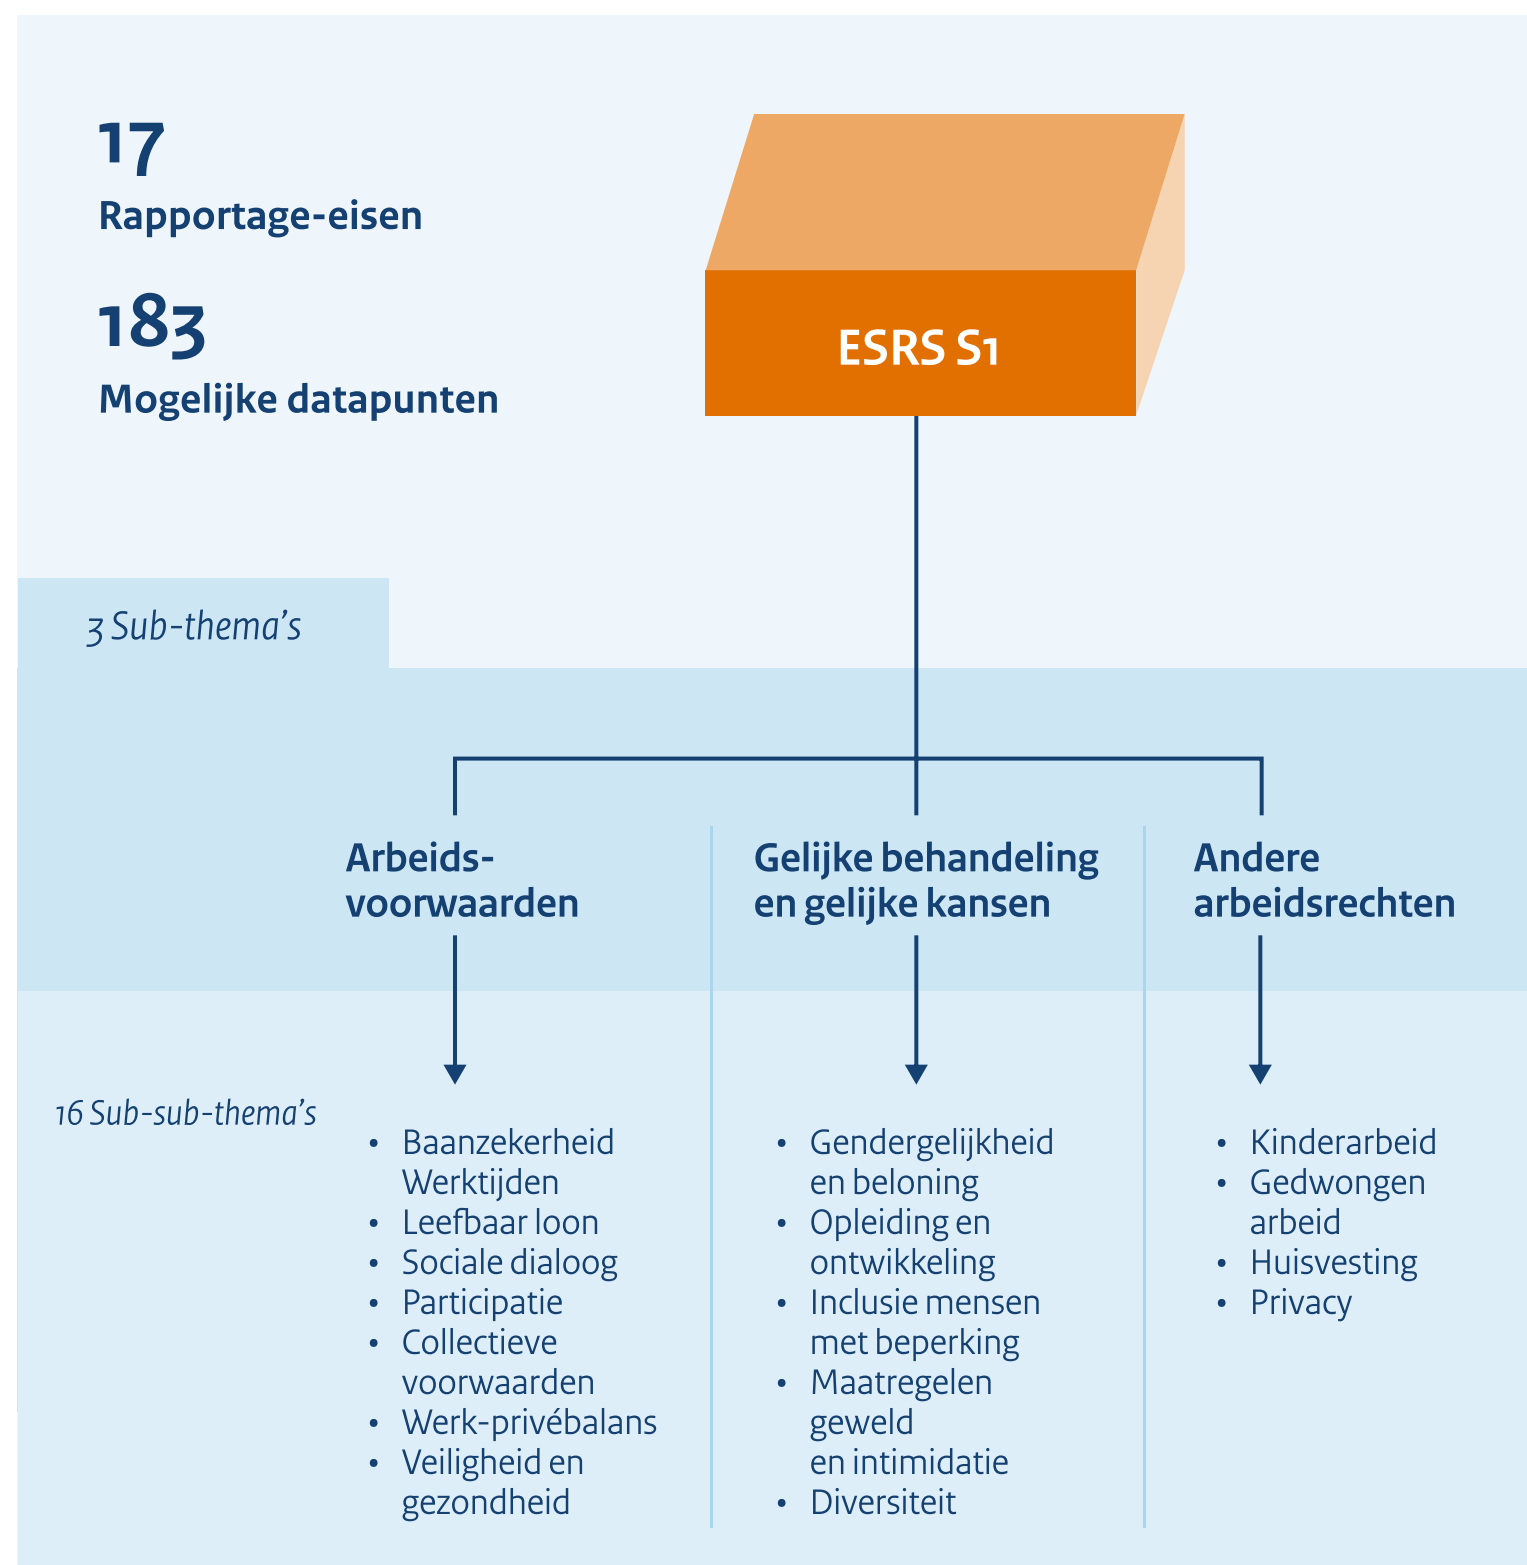 17
Rapportage-eisen
183
Mogelijke datapunten
ESRS S1
3 Sub-thema’s
Arbeids-
voorwaarden
Gelijke behandeling
en gelijke kansen
Andere
arbeidsrechten
16 Sub-sub-thema’s
• Baanzekerheid
Werktijden
• Leefbaar loon
• Sociale dialoog
• Participatie
• Collectieve
voorwaarden
• Werk-privébalans
• Veiligheid en
gezondheid
• Gendergelijkheid
en beloning
• Opleiding en
ontwikkeling
• Inclusie mensen
met beperking
• Maatregelen
geweld
en intimidatie
• Diversiteit
• Kinderarbeid
• Gedwongen
arbeid
• Huisvesting
• Privacy